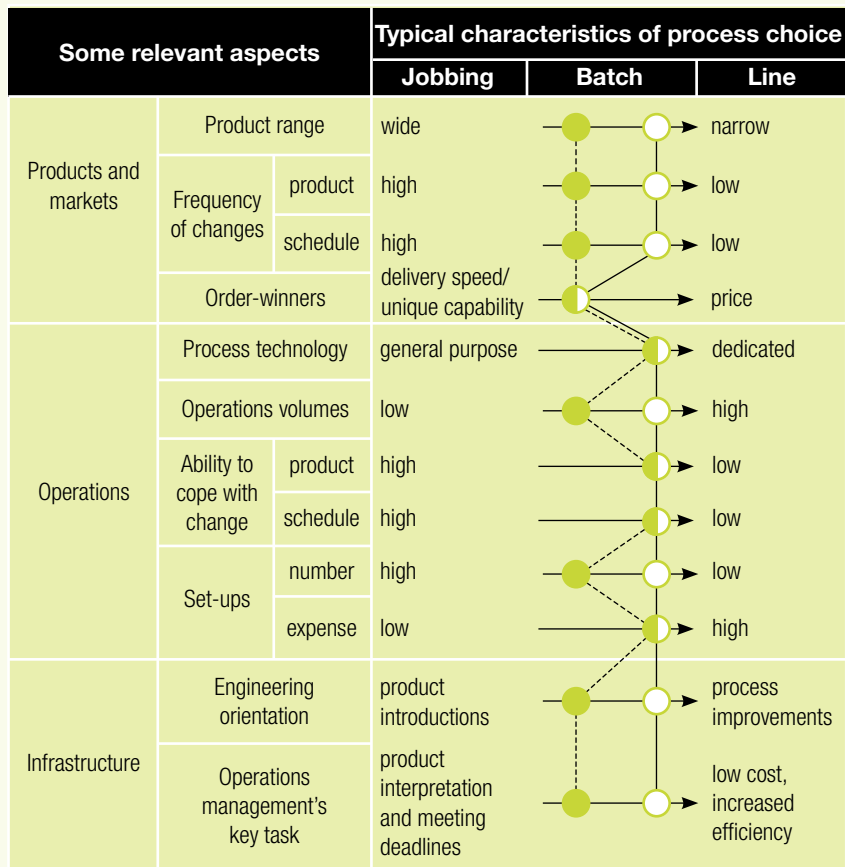 Some relevant aspects
Typical characteristics of process choice
Jobbing
Batch
Line
Products and
markets
Product range
wide
narrow
Frequency
of changes
product
high
low
schedule
high
low
Order-winners
delivery speed/
unique capability
price
Operations
Process technology
general purpose
dedicated
Operations volumes
low
high
Ability to
cope with
change
product
high
low
schedule
high
low
Set-ups
number
high
low
expense
low
high
Infrastructure
Engineering
orientation
product
introductions
process
improvements
Operations
management’s
key task
product
interpretation
and meeting
deadlines
low cost,
increased
efficiency